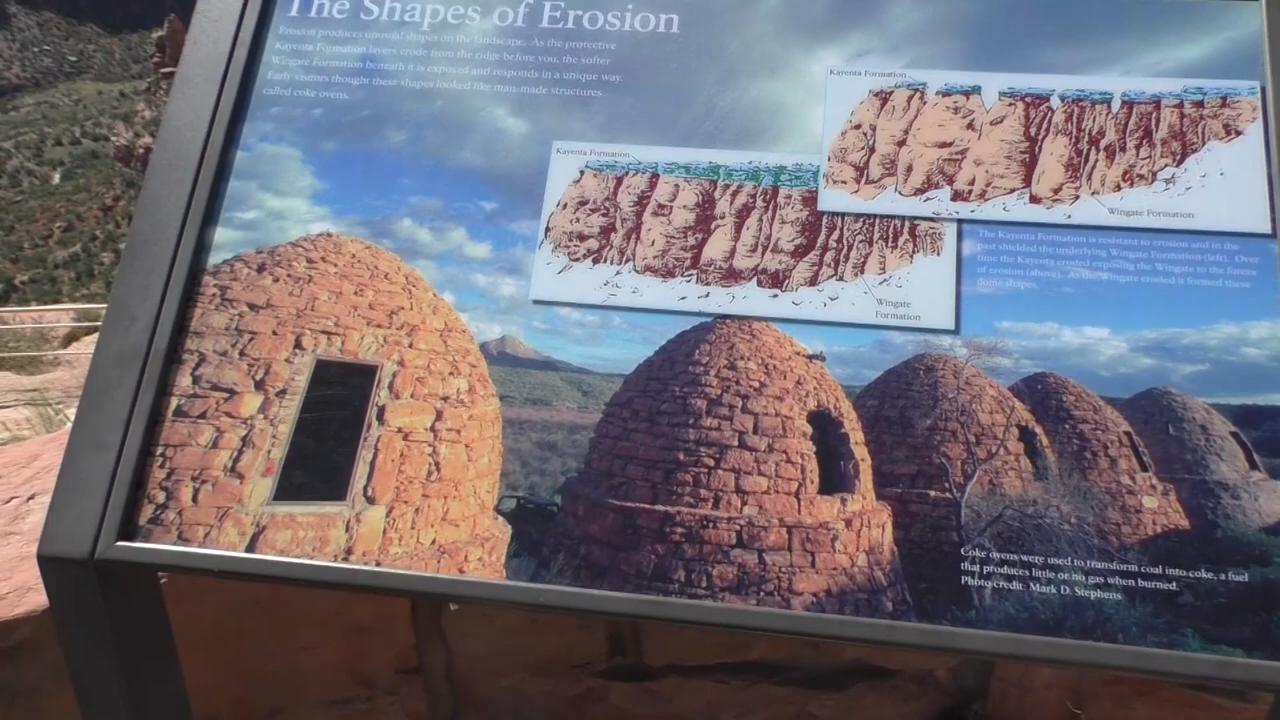 The Shapes of Erosion
Erosion produces unusual shapes on the landscape. As the protective
Kayenta Formation layers erode from the ridge before you, the softer
Wingate Formation beneath it is exposed and responds in a unique way.
Early visitors thought these shapes looked like man-made structures
called coke ovens.
Kayenta Formation
Wingate
Formation
Kayenta Formation
Wingate Formation
The Kayenta Formation is resistant to erosion and in the
past shielded the underlying Wingate Formation (left). Over
time the Kayenta eroded exposing the Wingate to the forces
of erosion (above). As the Wingate eroded it formed these
dome shapes.
Coke ovens were used to transform coal into coke, a fuel
that produces little or no gas when burned.
Photo credit: Mark D. Stephens